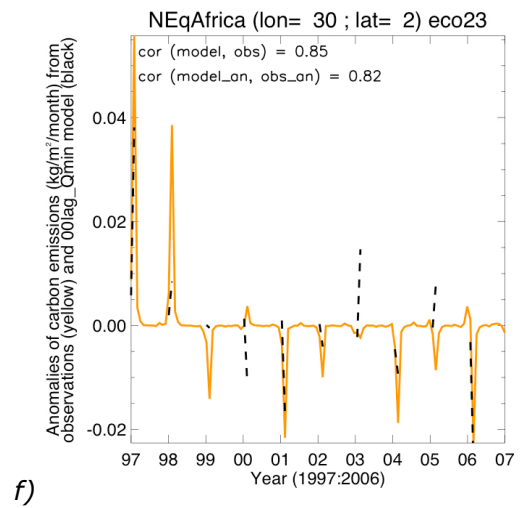 NEqAfrica (lon= 30 ; lat= 2) eco23
cor (model, obs) = 0.85
cor (model_an, obs_an) = 0.82
Anomalies of carbon emissions (kg/m²/month) from
observations (yellow) and 00lag_Qmin model (black)
0.04
0.02
0.00
-0.02
97 98 99 00 01 02 03 04 05 06 07
Year (1997:2006)
f)